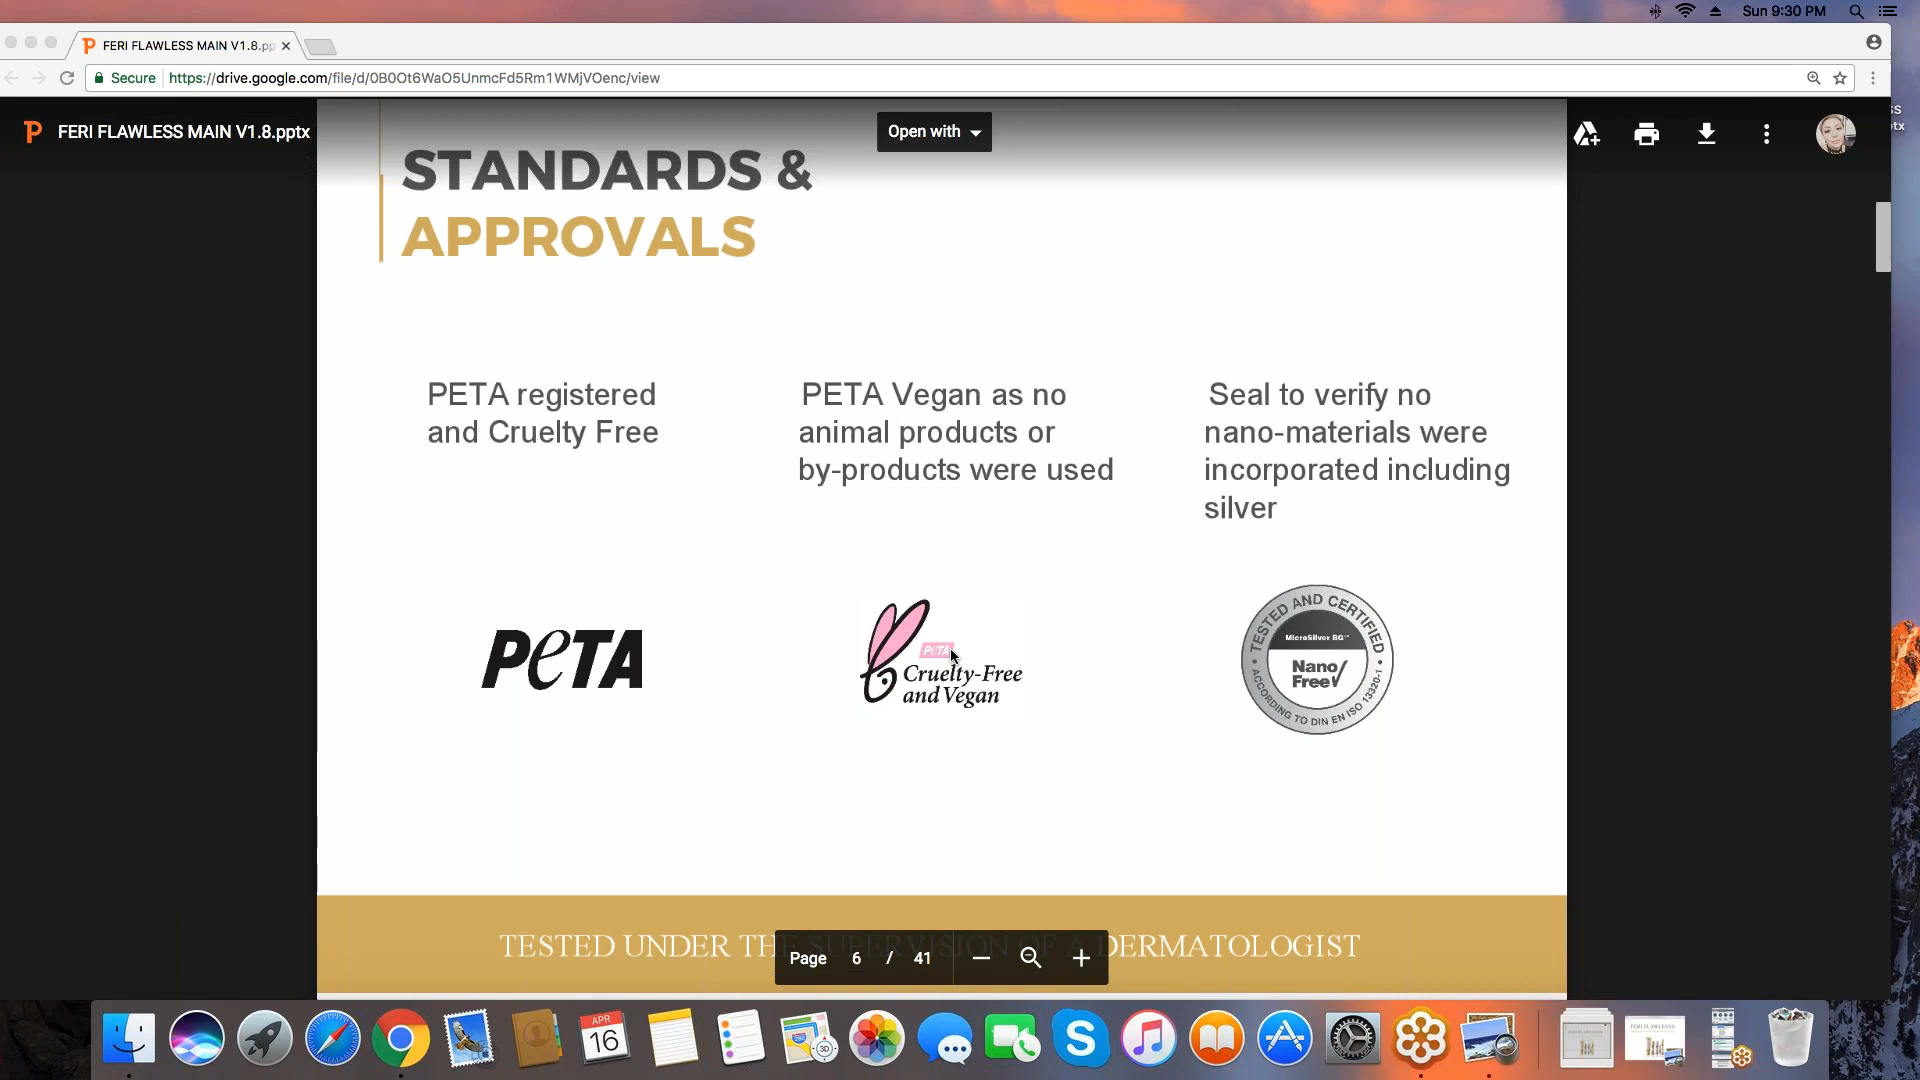 Sun 9:30 PM
FERI FLAWLESS MAIN V1.8.pp
Secure
https://drive.google.com/file/d/0B0Ot6WaO5UnmcFd5Rm1WMjVOenc/view
FERI FLAWLESS MAIN V1.8.pptx
Open with
STANDARDS &
APPROVALS
PETA registered
and Cruelty Free
PETA Vegan as no
animal products or
by-products were used
Seal to verify no
nano-materials were
incorporated including
silver
PeTA
PeTA
Cruelty-Free
and Vegan
TESTED AND CERTIFIED
MicroSilver BG™
Nano
Free!
ACCORDING TO DIN EN ISO 13320-1
TESTED UNDER THE SUPERVISION OF A DERMATOLOGIST
Page 6 / 41
APR
16